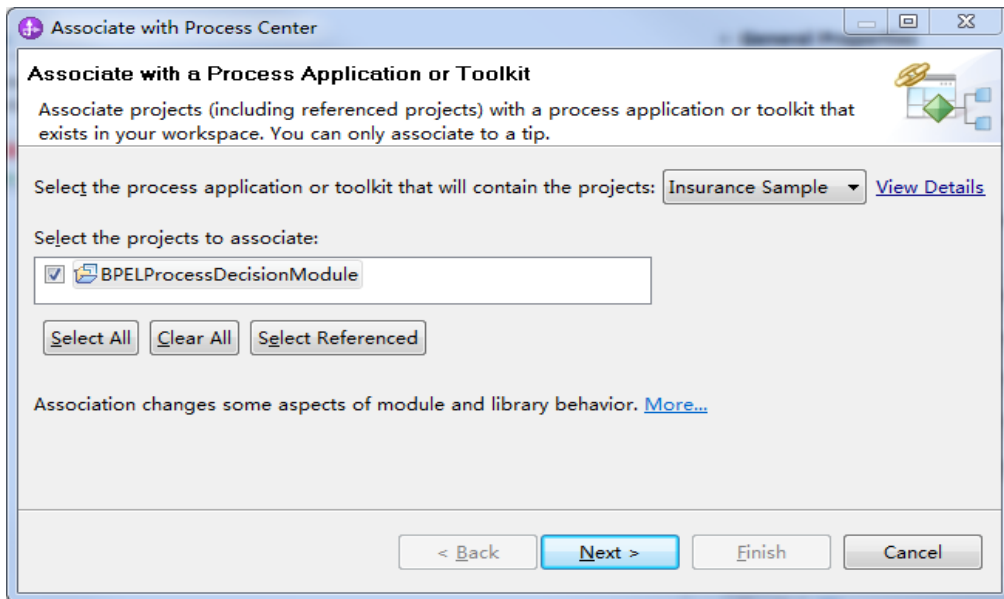 Associate with Process Center
General Properties
Associate with a Process Application or Toolkit
Associate projects (including referenced projects) with a process application or toolkit that
exists in your workspace. You can only associate to a tip.
Select the process application or toolkit that will contain the projects: Insurance Sample View Details
Select the projects to associate:
BPELProcessDecisionModule
Select All Clear All Select Referenced
Association changes some aspects of module and library behavior. More...
< Back Next > Finish Cancel